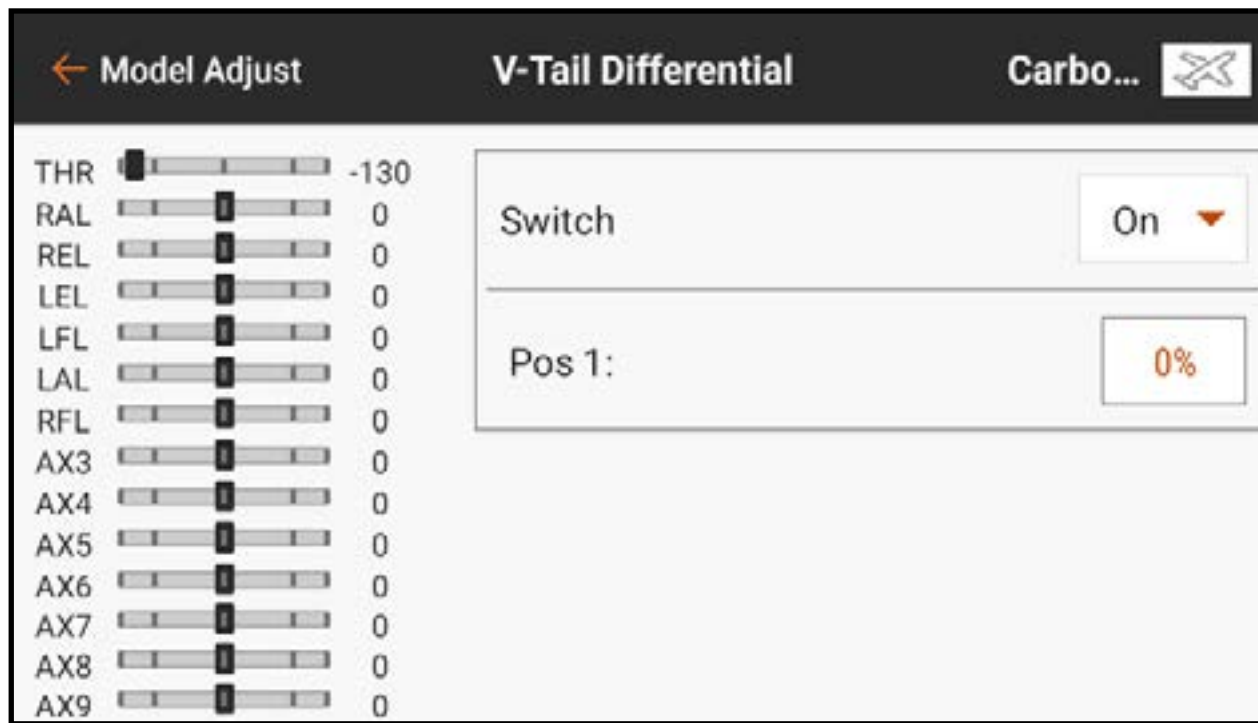 ← Model Adjust V-Tail Differential Carbo...
THR -130
RAL 0
REL 0
LEL 0
LFL 0
LAL 0
RFL 0
AX3 0
AX4 0
AX5 0
AX6 0
AX7 0
AX8 0
AX9 0
Switch On
Pos 1: 0%